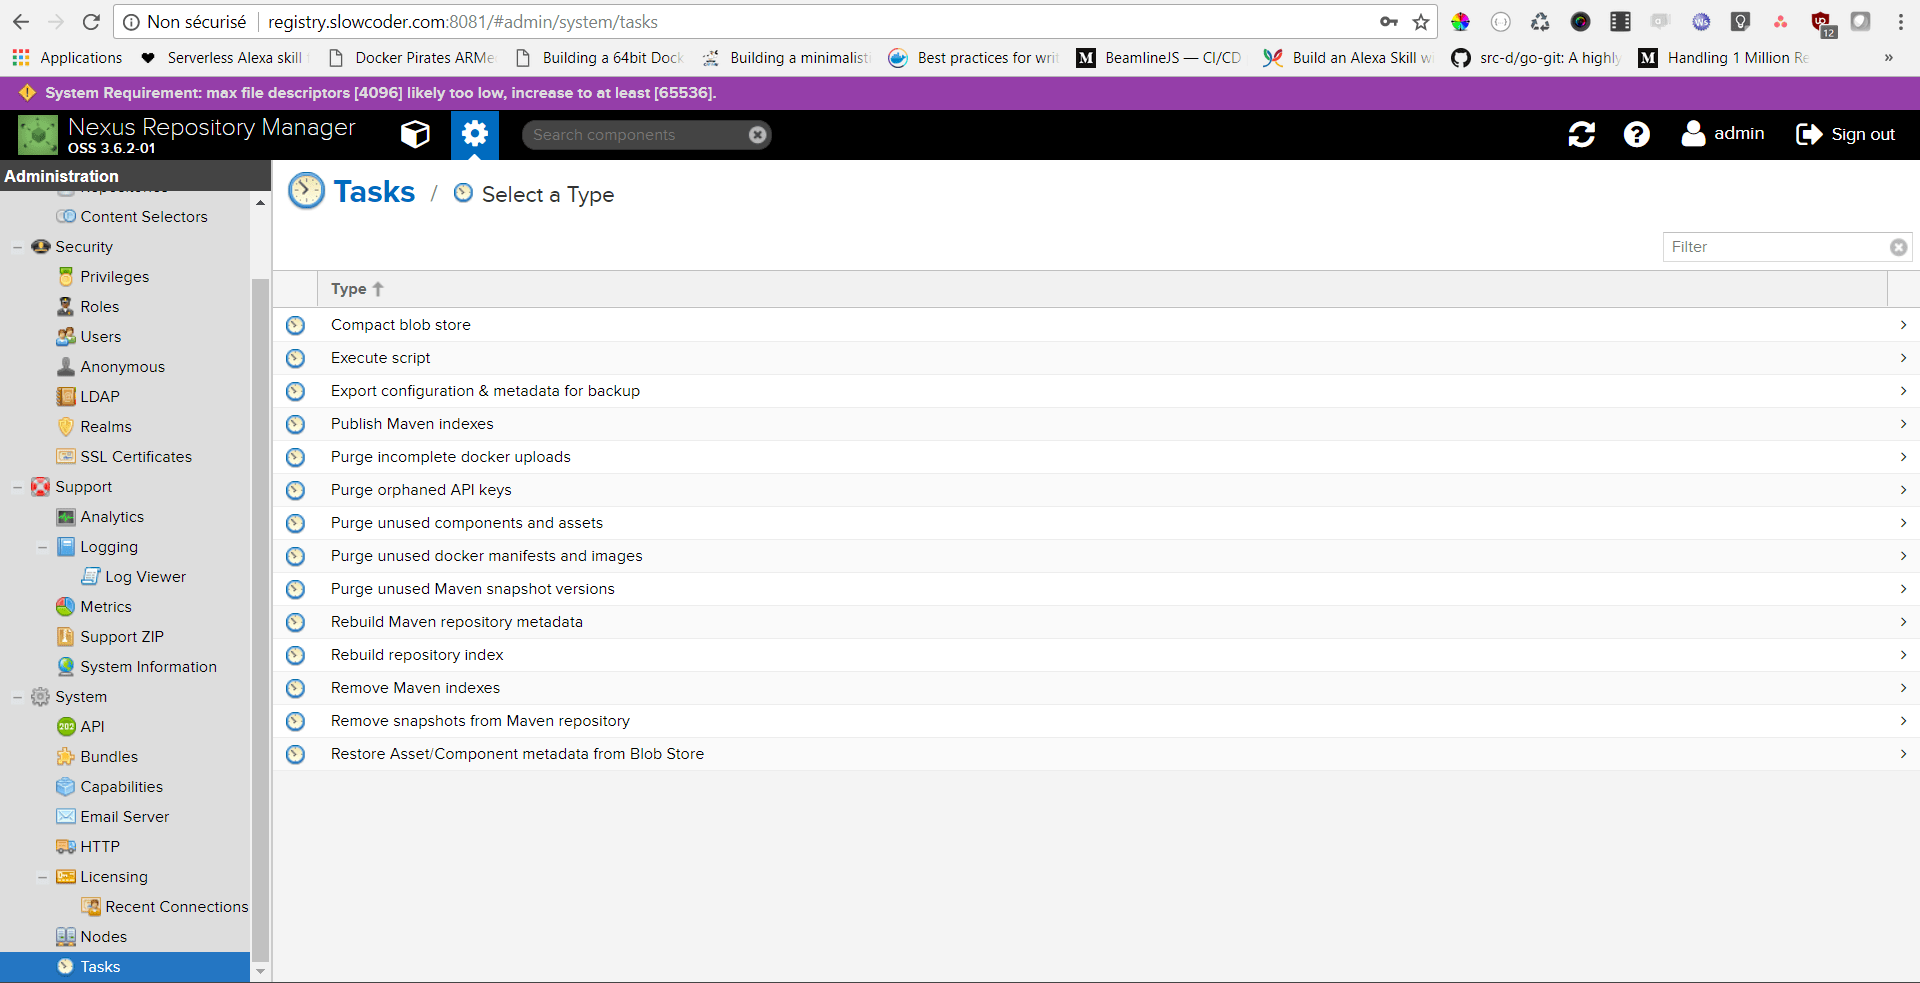 Non sécurisé registry.slowcoder.com:8081/#admin/system/tasks
12
Applications Serverless Alexa skill Docker Pirates ARMe Building a 64bit Dock Building a minimalist Best practices for writ M BeamlineJS — CI/CD Build an Alexa Skill w src-d/go-git: A highly M Handling 1 Million Re »
System Requirement: max file descriptors [4096] likely too low, increase to at least [65536].
Nexus Repository Manager
OSS 3.6.2-01
Search components
admin
Sign out
Administration
Repositories
Content Selectors
Security
Privileges
Roles
Users
Anonymous
LDAP
Realms
SSL Certificates
Support
Analytics
Logging
Log Viewer
Metrics
Support ZIP
System Information
System
API
Bundles
Capabilities
Email Server
HTTP
Licensing
Recent Connections
Nodes
Tasks
Tasks / Select a Type
Filter
Type
Compact blob store
Execute script
Export configuration & metadata for backup
Publish Maven indexes
Purge incomplete docker uploads
Purge orphaned API keys
Purge unused components and assets
Purge unused docker manifests and images
Purge unused Maven snapshot versions
Rebuild Maven repository metadata
Rebuild repository index
Remove Maven indexes
Remove snapshots from Maven repository
Restore Asset/Component metadata from Blob Store